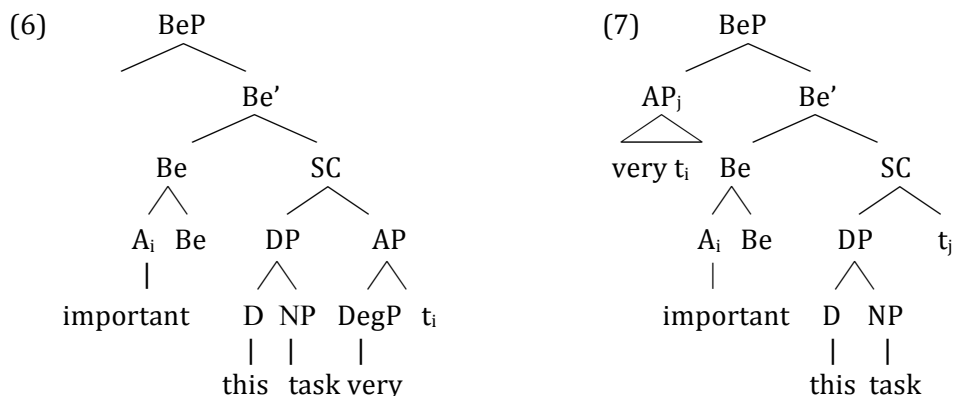 (6) BeP (7) BeP
Be’ APⱼ Be’
Be SC very tᵢ Be SC
Aᵢ Be DP AP Aᵢ Be DP tⱼ
important D NP DegP tᵢ important D NP
this task very this task